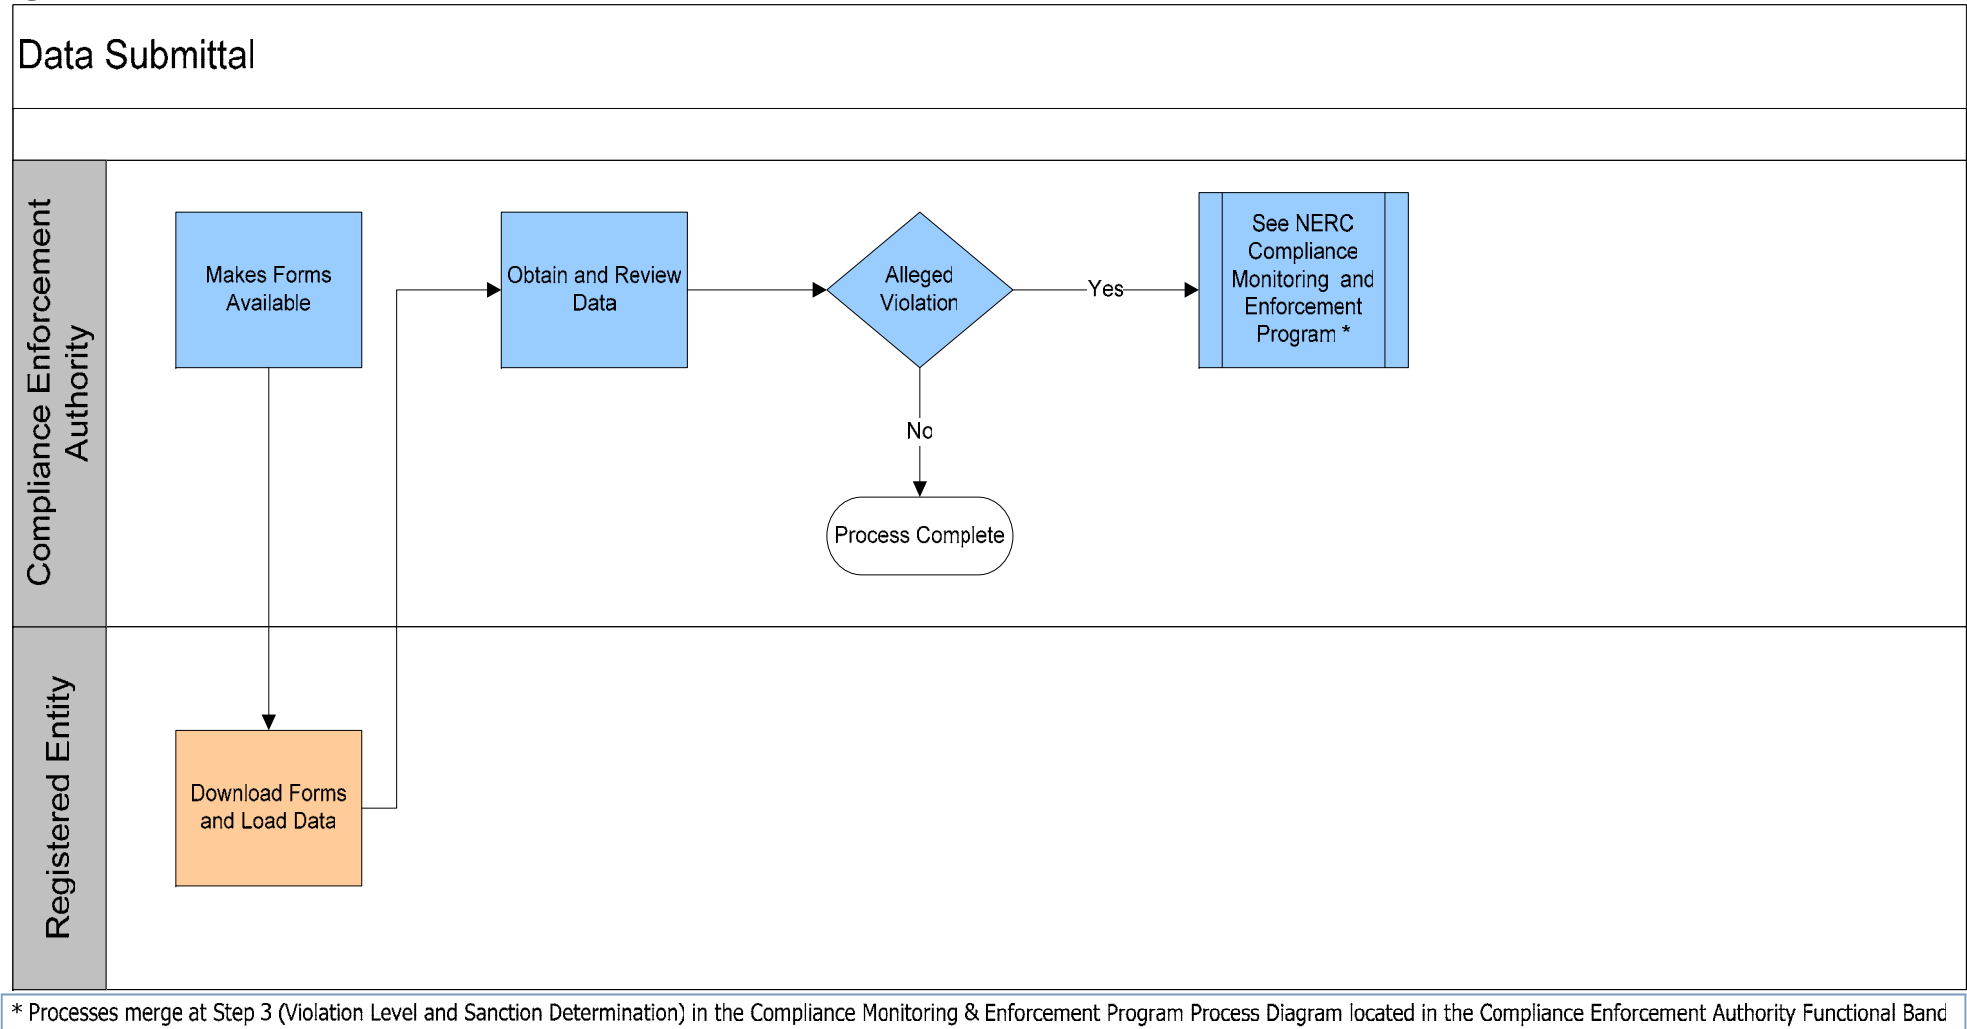 Data Submittal
Compliance Enforcement
Authority
Makes Forms
Available
Obtain and Review
Data
Alleged
Violation
Yes
See NERC
Compliance
Monitoring and
Enforcement
Program *
No
Process Complete
Registered Entity
Download Forms
and Load Data
* Processes merge at Step 3 (Violation Level and Sanction Determination) in the Compliance Monitoring & Enforcement Program Process Diagram located in the Compliance Enforcement Authority Functional Band